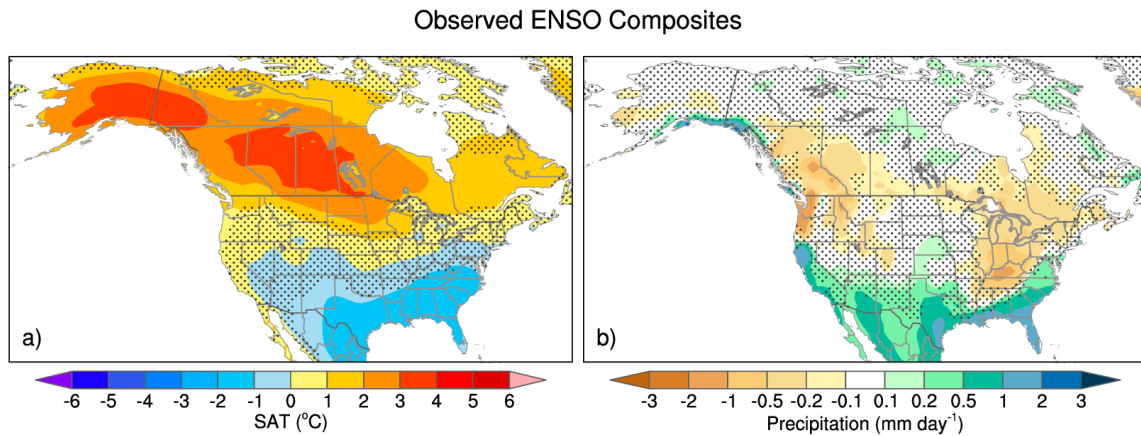 Observed ENSO Composites
a)
b)
-6 -5 -4 -3 -2 -1 0 1 2 3 4 5 6
SAT (°C)
-3 -2 -1 -0.5 -0.2 -0.1 0.1 0.2 0.5 1 2 3
Precipitation (mm day⁻¹)